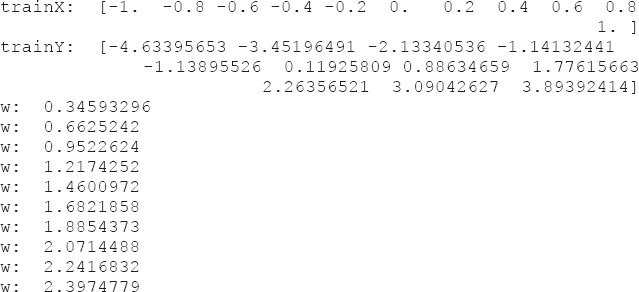 trainX:  [-1.  -0.8 -0.6 -0.4 -0.2  0.   0.2  0.4  0.6  0.8
1. ]
trainY:  [-4.63395653 -3.45196491 -2.13340536 -1.14132441
-1.13895526  0.11925809 0.88634659  1.77615663
2.26356521  3.09042627  3.89392414]
w:  0.34593296
w:  0.6625242
w:  0.9522624
w:  1.2174252
w:  1.4600972
w:  1.6821858
w:  1.8854373
w:  2.0714488
w:  2.2416832
w:  2.3974779